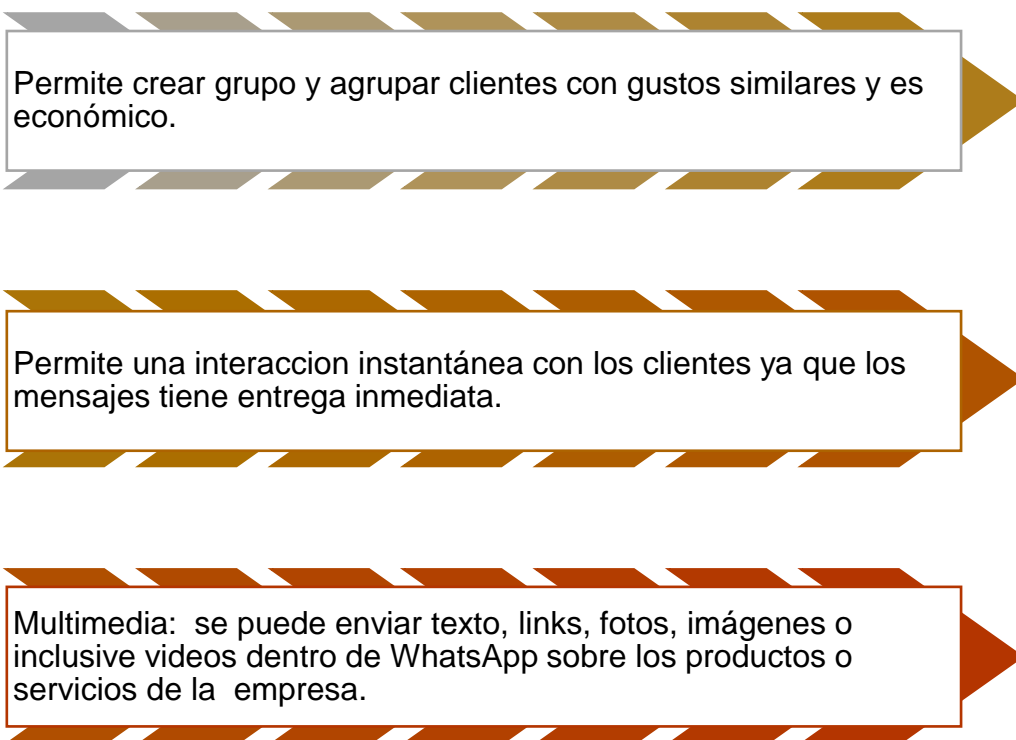 Permite crear grupo y agrupar clientes con gustos similares y es
económico.
Permite una interaccion instantánea con los clientes ya que los
mensajes tiene entrega inmediata.
Multimedia:  se puede enviar texto, links, fotos, imágenes o
inclusive videos dentro de WhatsApp sobre los productos o
servicios de la  empresa.